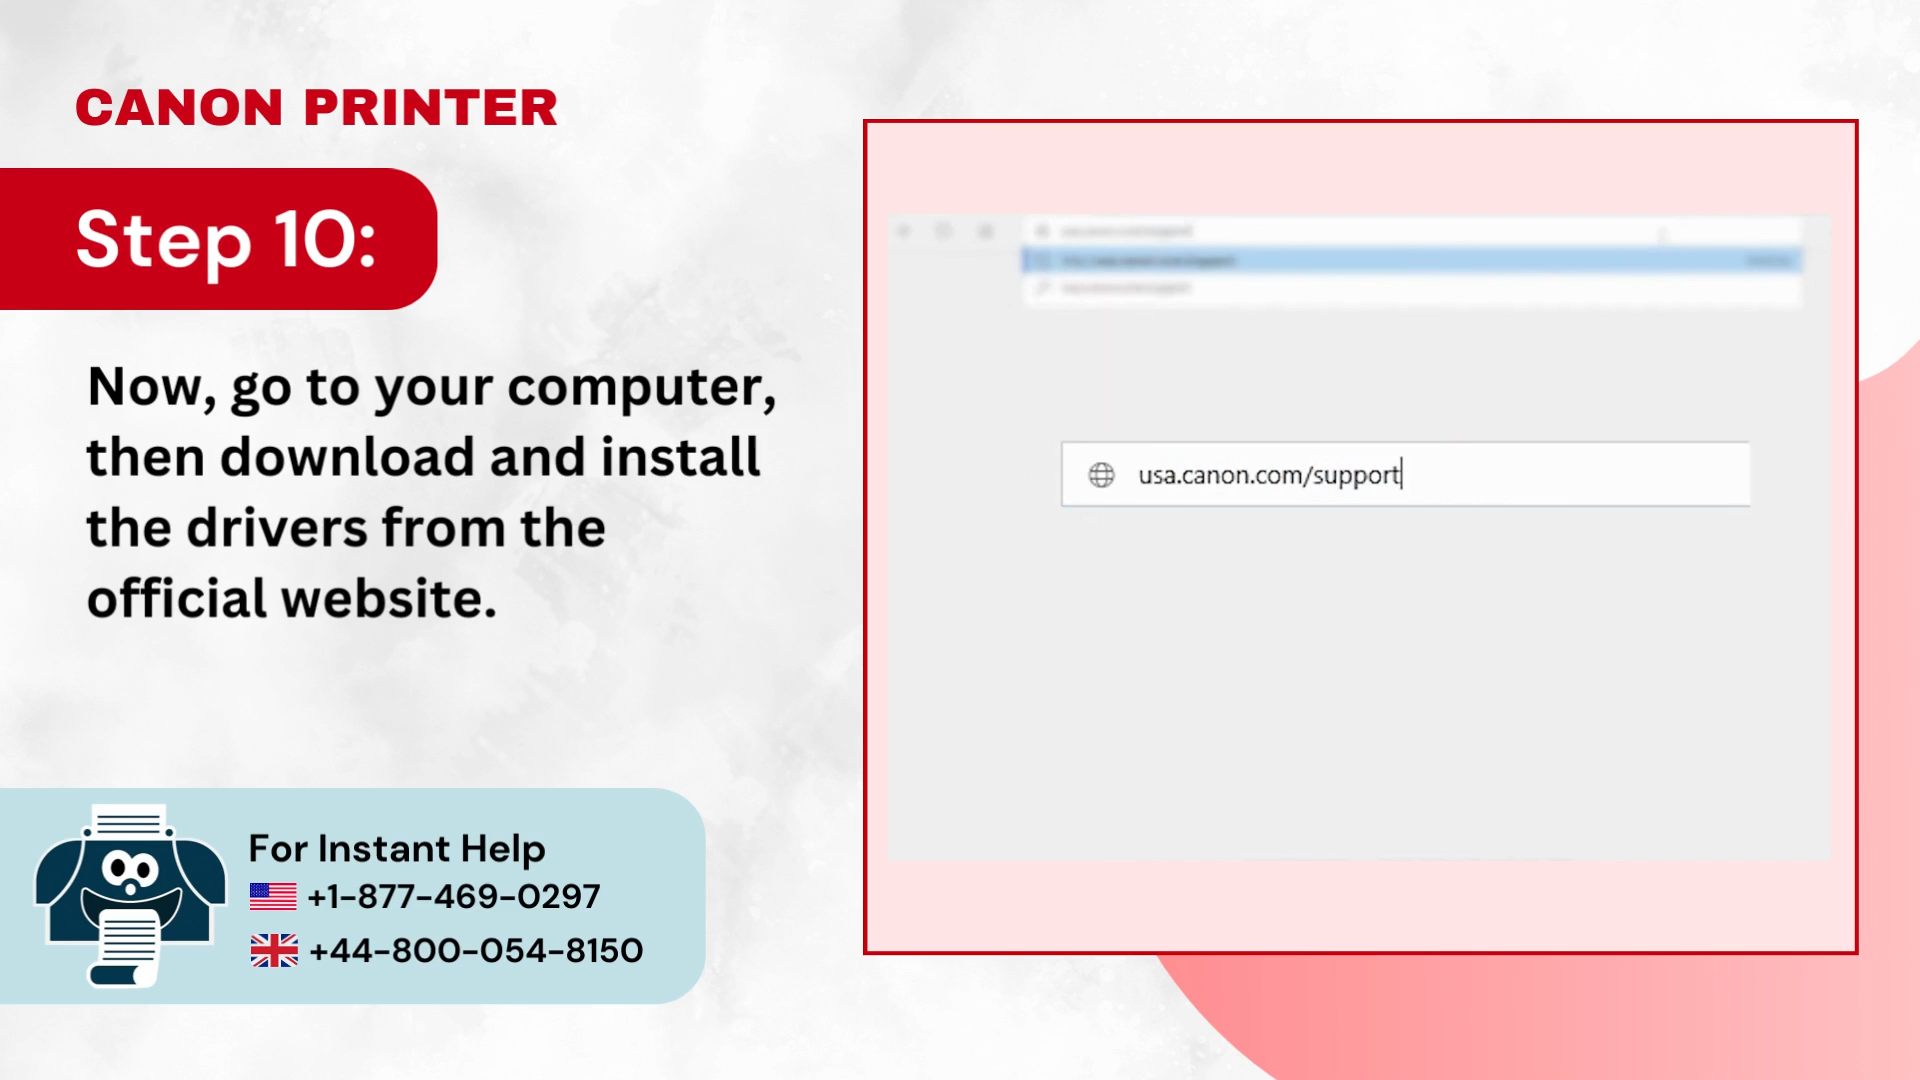 CANON PRINTER
Step 10:
Now, go to your computer,
then download and install
the drivers from the
official website.
usa.canon.com/support
For Instant Help
+1-877-469-0297
+44-800-054-8150